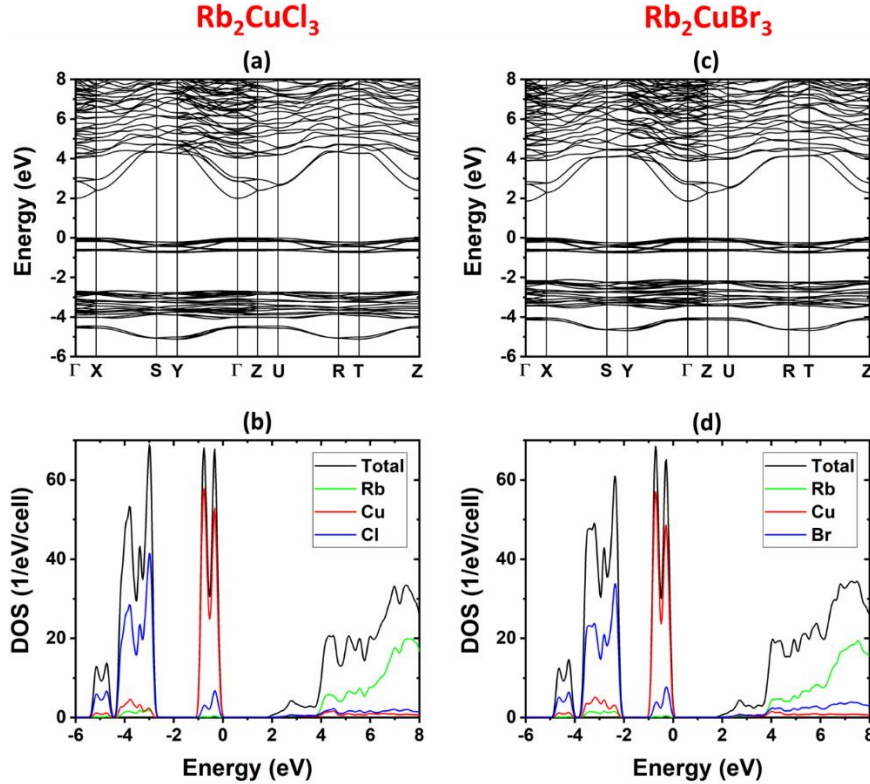 Rb₂CuCl₃ Rb₂CuBr₃
(a) (c)
Energy (eV) Energy (eV)
8 8
6 6
4 4
2 2
0 0
-2 -2
-4 -4
-6 -6
Γ X S Y Γ Z U R T Z Γ X S Y Γ Z U R T Z
(b) (d)
DOS (1/eV/cell) DOS (1/eV/cell)
60 60
40 40
20 20
0 0
Total Total
Rb Rb
Cu Cu
Cl Br
-6 -4 -2 0 2 4 6 8 -6 -4 -2 0 2 4 6 8
Energy (eV) Energy (eV)